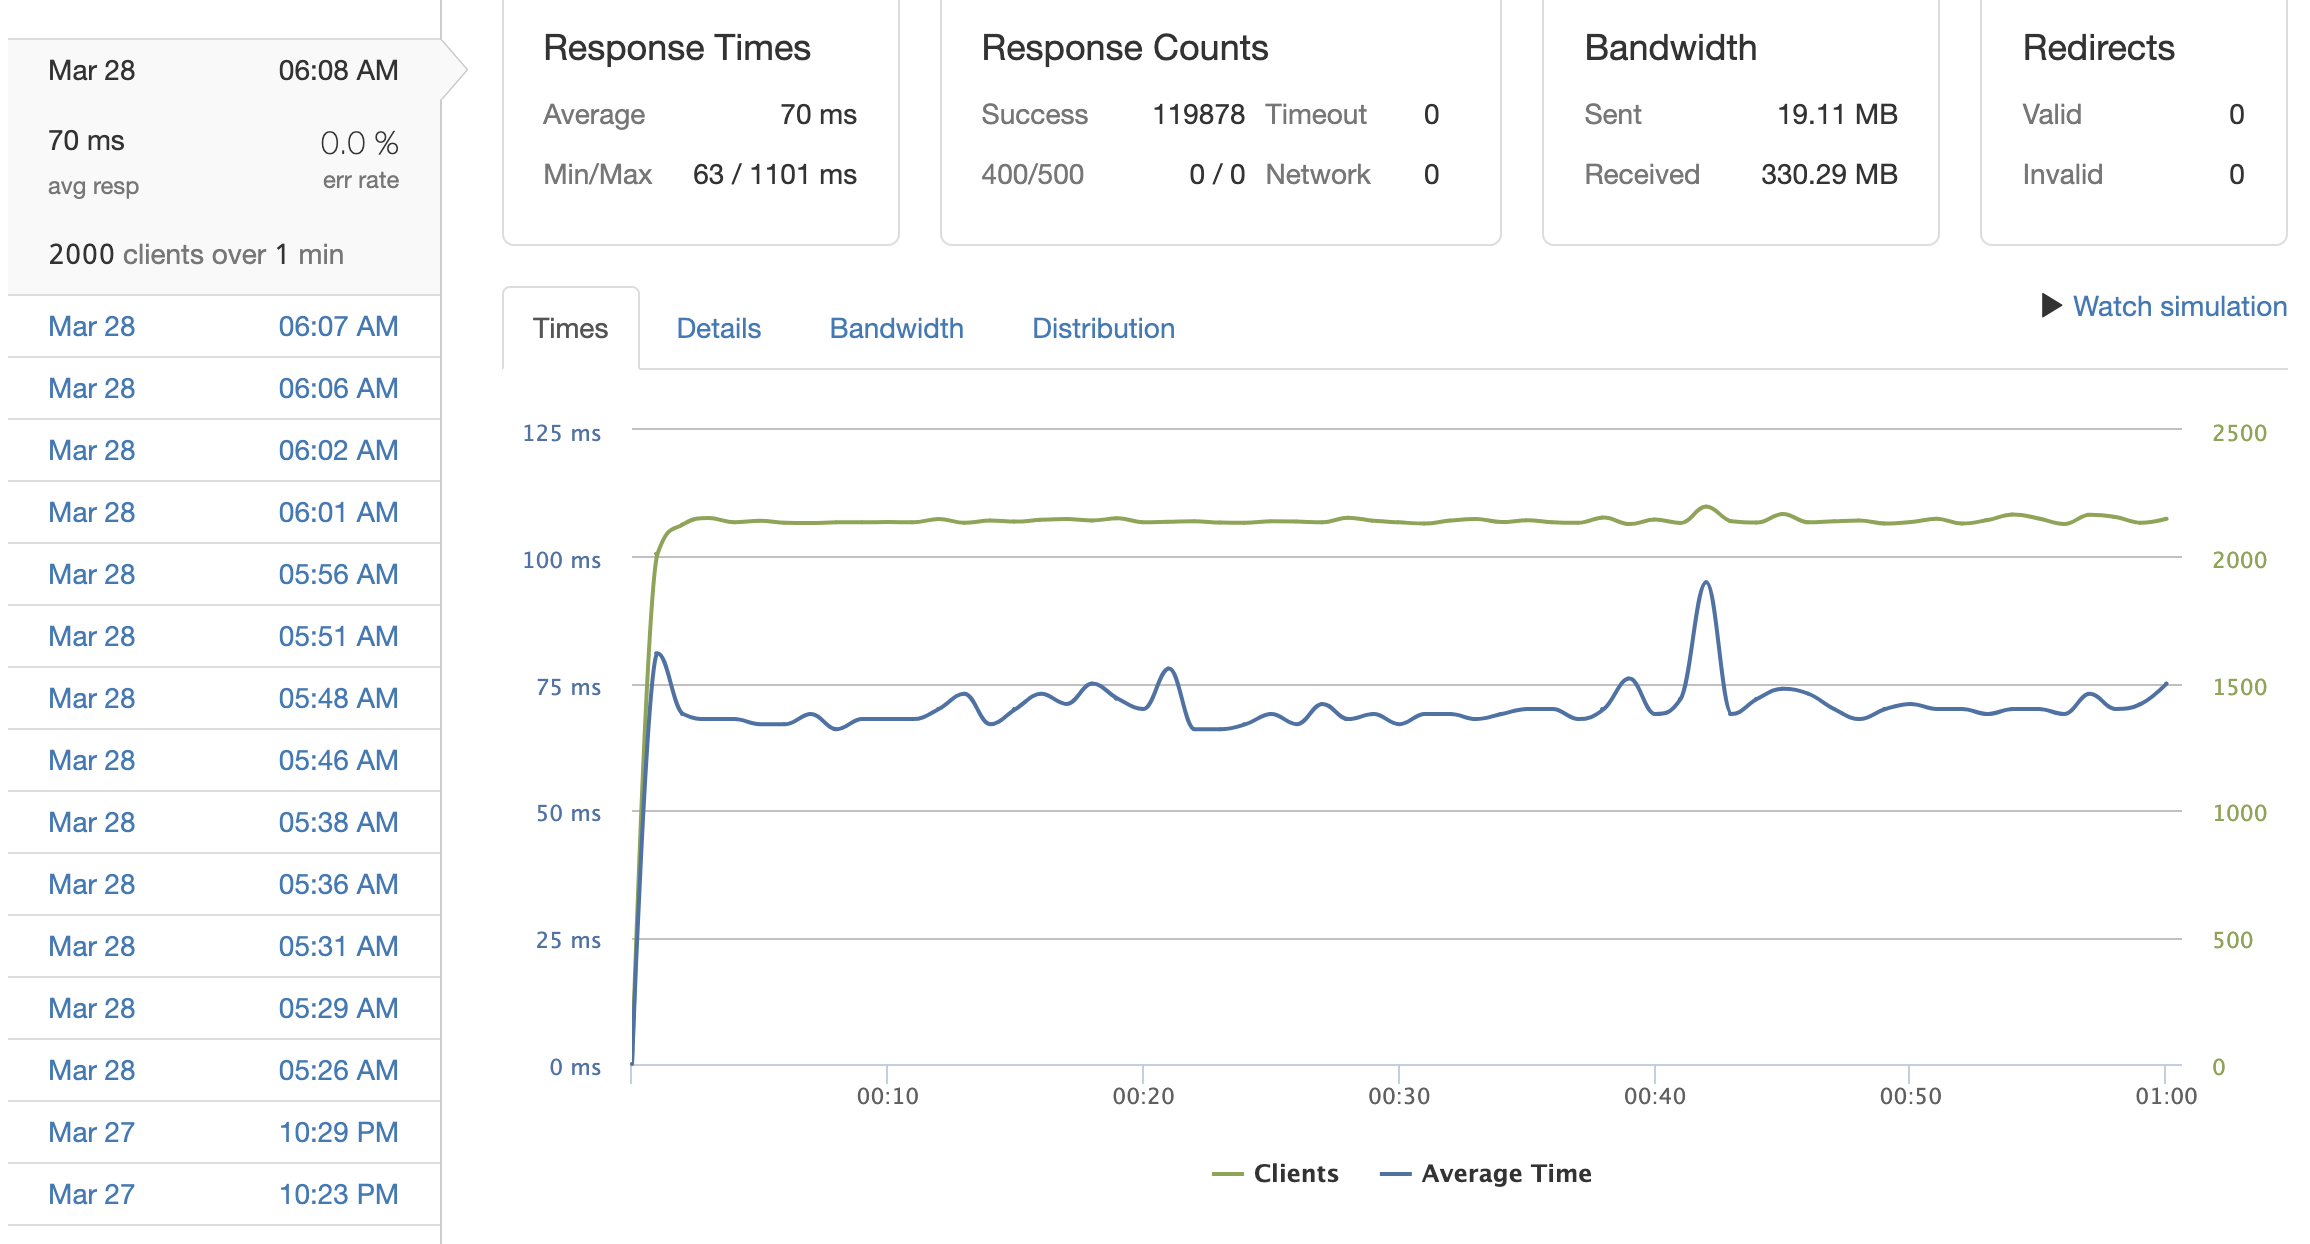 Mar 28 06:08 AM
70 ms 0.0 %
avg resp err rate
2000 clients over 1 min
Mar 28 06:07 AM
Mar 28 06:06 AM
Mar 28 06:02 AM
Mar 28 06:01 AM
Mar 28 05:56 AM
Mar 28 05:51 AM
Mar 28 05:48 AM
Mar 28 05:46 AM
Mar 28 05:38 AM
Mar 28 05:36 AM
Mar 28 05:31 AM
Mar 28 05:29 AM
Mar 28 05:26 AM
Mar 27 10:29 PM
Mar 27 10:23 PM
Response Times
Average 70 ms
Min/Max 63 / 1101 ms
Response Counts
Success 119878 Timeout 0
400/500 0 / 0 Network 0
Bandwidth
Sent 19.11 MB
Received 330.29 MB
Redirects
Valid 0
Invalid 0
Times Details Bandwidth Distribution
Watch simulation
125 ms 2500
100 ms 2000
75 ms 1500
50 ms 1000
25 ms 500
0 ms 0
00:10 00:20 00:30 00:40 00:50 01:00
Clients Average Time